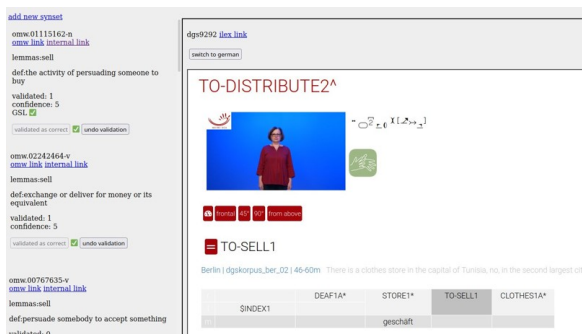 add new synset
omw.01115162-n
omw link internal link
lemmas:sell
def:the activity of persuading someone to
buy
validated: 1
confidence: 5
GSL ✅
validated as correct ✅ undo validation
omw.02242464-v
omw link internal link
lemmas:sell
def:exchange or deliver for money or its
equivalent
validated: 1
confidence: 5
validated as correct ✅ undo validation
omw.00767635-v
omw link internal link
lemmas:sell
def:persuade somebody to accept something
validated: 0
dgs9292 ilex link
switch to german
TO-DISTRIBUTE2^
frontal 45° 90° from above
= TO-SELL1
Berlin | dgskorpus_ber_02 | 46-60m There is a clothes store in the capital of Tunisia, no, in the second largest cit
DEAF1A* STORE1* TO-SELL1 CLOTHES1A*
$INDEX1
geschäft